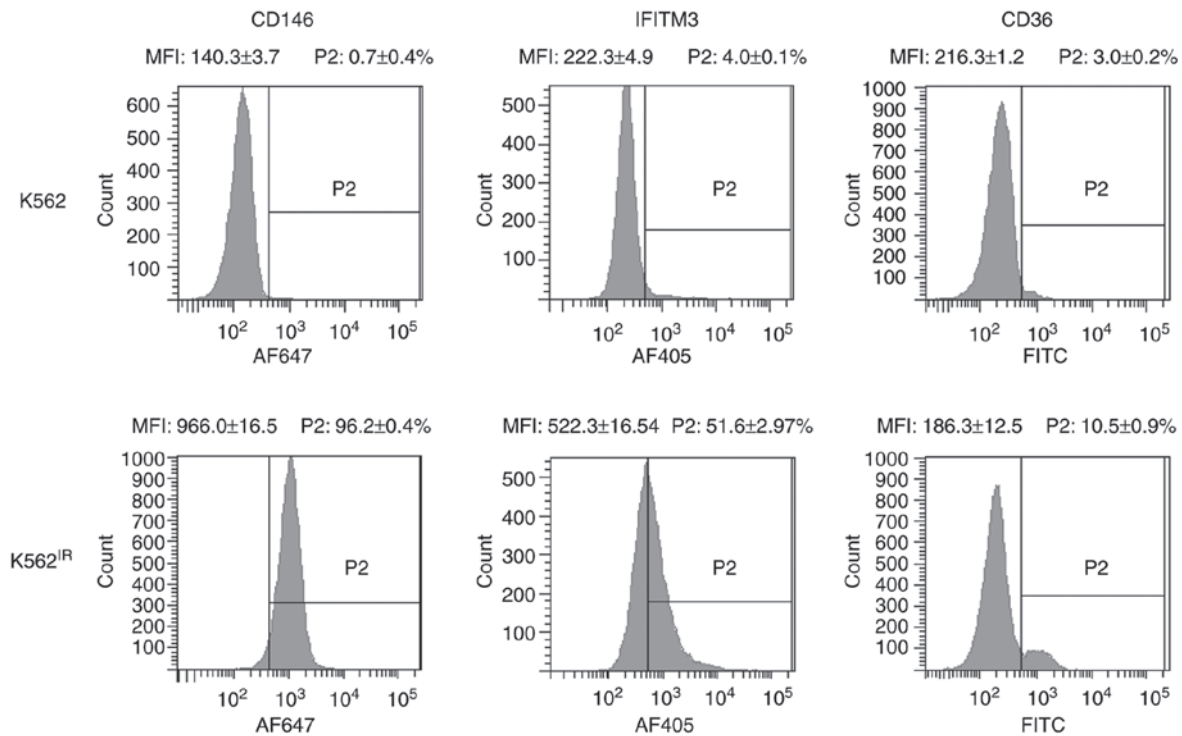 CD146 IFITM3 CD36
MFI: 140.3±3.7 P2: 0.7±0.4% MFI: 222.3±4.9 P2: 4.0±0.1% MFI: 216.3±1.2 P2: 3.0±0.2%
K562
Count
600
500
400
300
200
100
P2
10² 10³ 10⁴ 10⁵
AF647
Count
500
400
300
200
100
P2
10² 10³ 10⁴ 10⁵
AF405
Count
1000
900
800
700
600
500
400
300
200
100
P2
10² 10³ 10⁴ 10⁵
FITC
MFI: 966.0±16.5 P2: 96.2±0.4% MFI: 522.3±16.54 P2: 51.6±2.97% MFI: 186.3±12.5 P2: 10.5±0.9%
K562ᴵᴿ
Count
1000
900
800
700
600
500
400
300
200
100
P2
10² 10³ 10⁴ 10⁵
AF647
Count
500
400
300
200
100
P2
10² 10³ 10⁴ 10⁵
AF405
Count
1000
900
800
700
600
500
400
300
200
100
P2
10² 10³ 10⁴ 10⁵
FITC